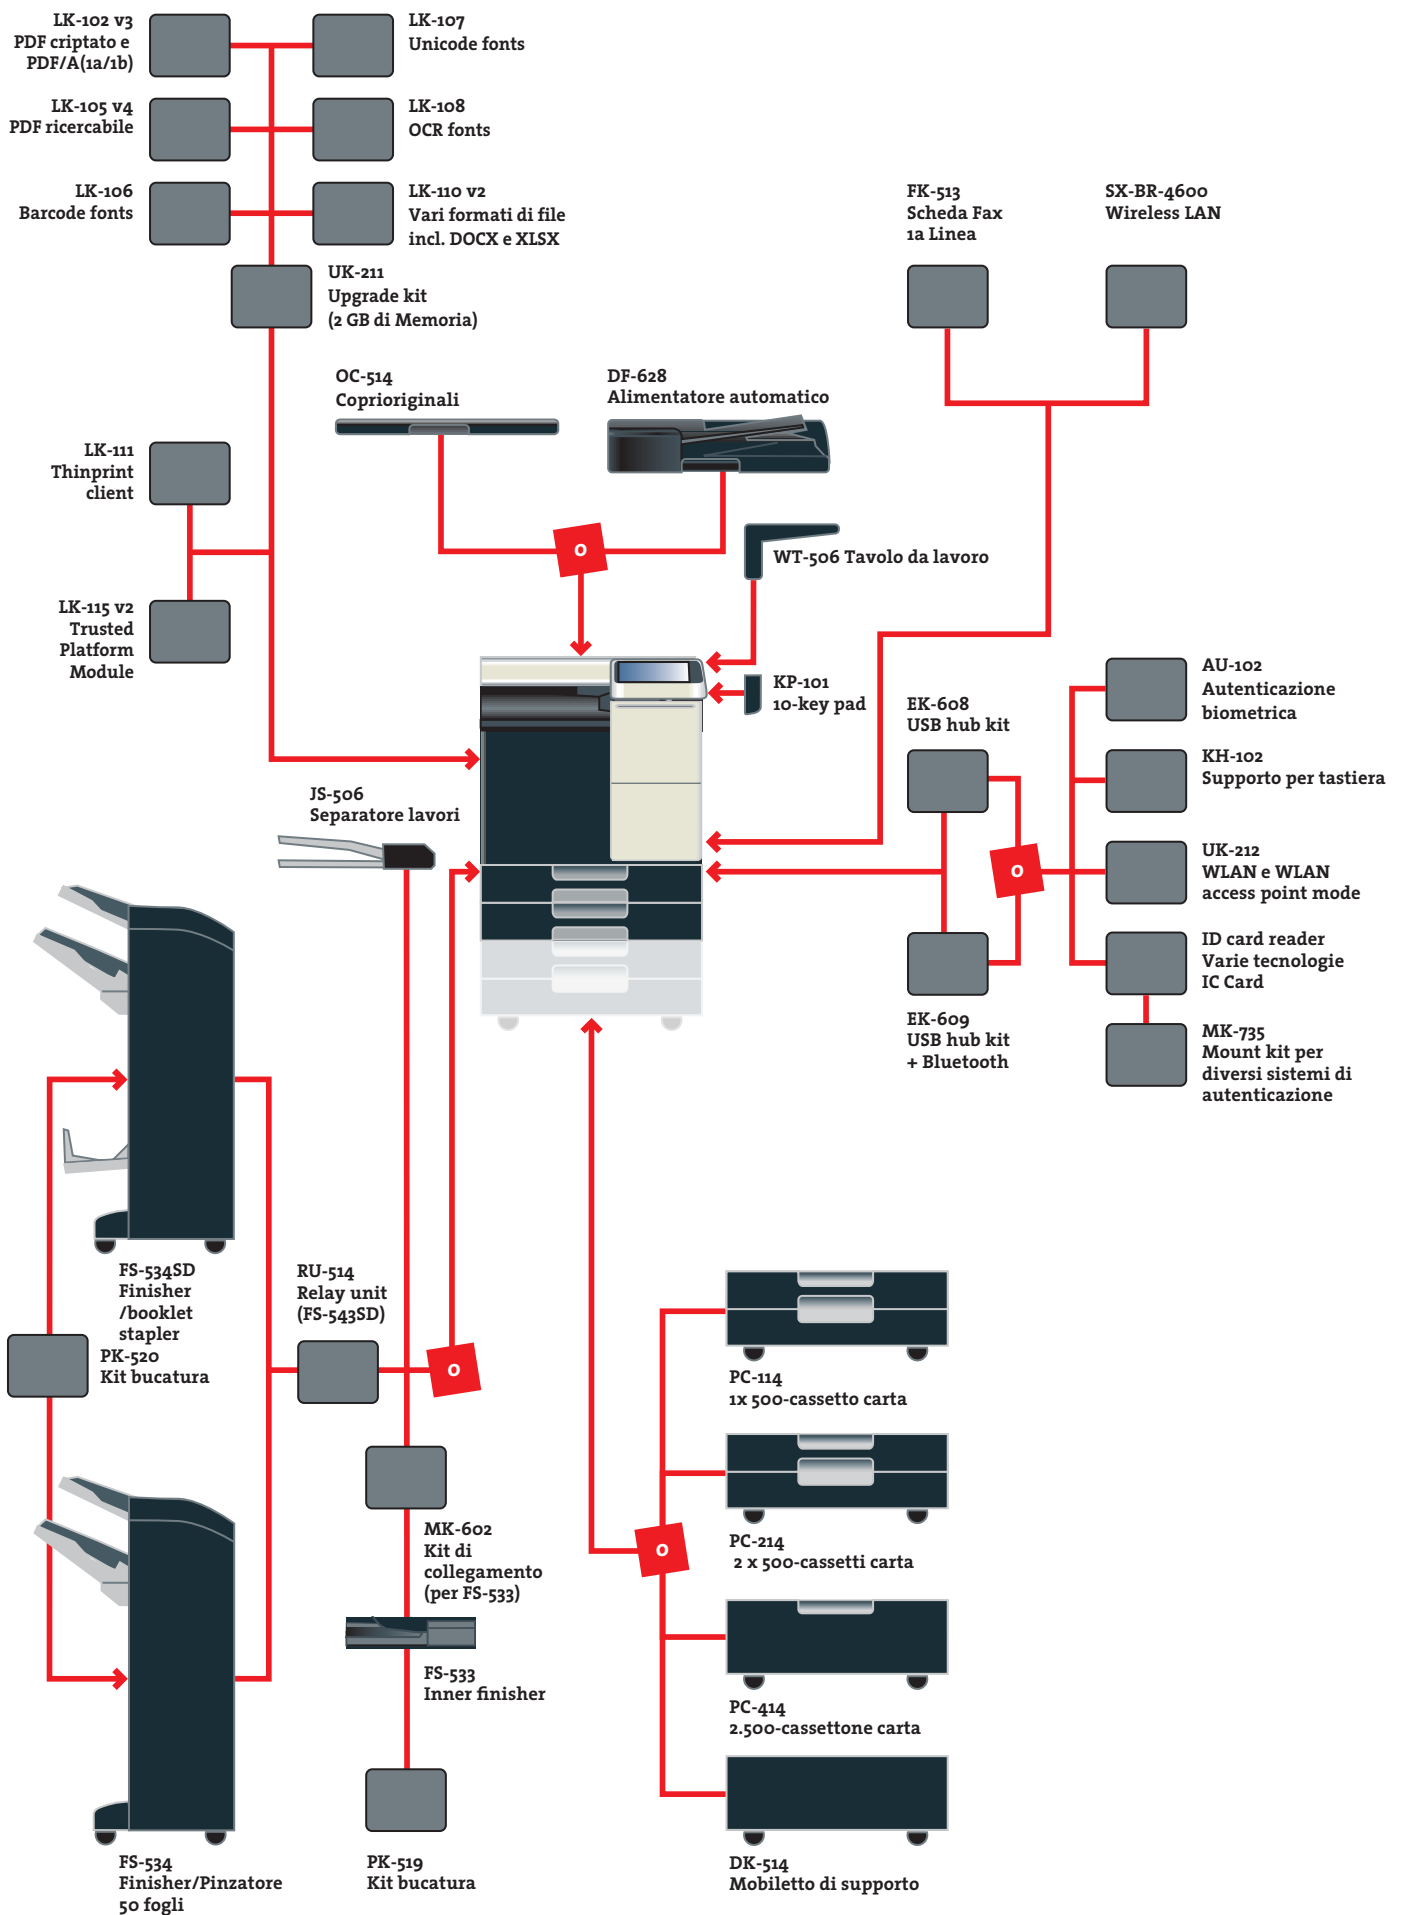 LK-102 v3
PDF criptato e
PDF/A(1a/1b)
LK-107
Unicode fonts
LK-105 v4
PDF ricercabile
LK-108
OCR fonts
LK-106
Barcode fonts
LK-110 v2
Vari formati di file
incl. DOCX e XLSX
UK-211
Upgrade kit
(2 GB di Memoria)
FK-513
Scheda Fax
1a Linea
SX-BR-4600
Wireless LAN
OC-514
Coprioriginali
DF-628
Alimentatore automatico
LK-111
Thinprint
client
O
WT-506 Tavolo da lavoro
LK-115 v2
Trusted
Platform
Module
KP-101
10-key pad
EK-608
USB hub kit
AU-102
Autenticazione
biometrica
KH-102
Supporto per tastiera
JS-506
Separatore lavori
O
UK-212
WLAN e WLAN
access point mode
ID card reader
Varie tecnologie
IC Card
EK-609
USB hub kit
+ Bluetooth
MK-735
Mount kit per
diversi sistemi di
autenticazione
FS-534SD
Finisher
/booklet
stapler
RU-514
Relay unit
(FS-543SD)
PK-520
Kit bucatura
O
PC-114
1x 500-cassetto carta
MK-602
Kit di
collegamento
(per FS-533)
O
PC-214
2 x 500-cassetti carta
FS-533
Inner finisher
PC-414
2.500-cassettone carta
FS-534
Finisher/Pinzatore
50 fogli
PK-519
Kit bucatura
DK-514
Mobiletto di supporto